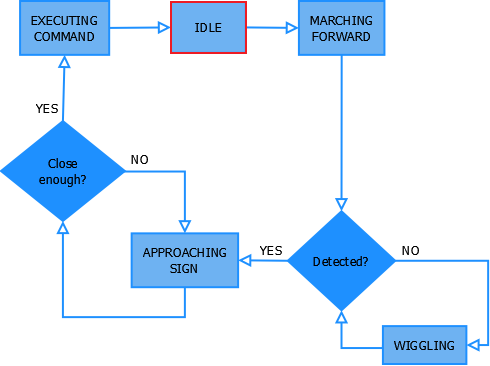 EXECUTING
COMMAND
IDLE
MARCHING
FORWARD
YES
Close
enough?
NO
APPROACHING
SIGN
YES
Detected?
NO
WIGGLING